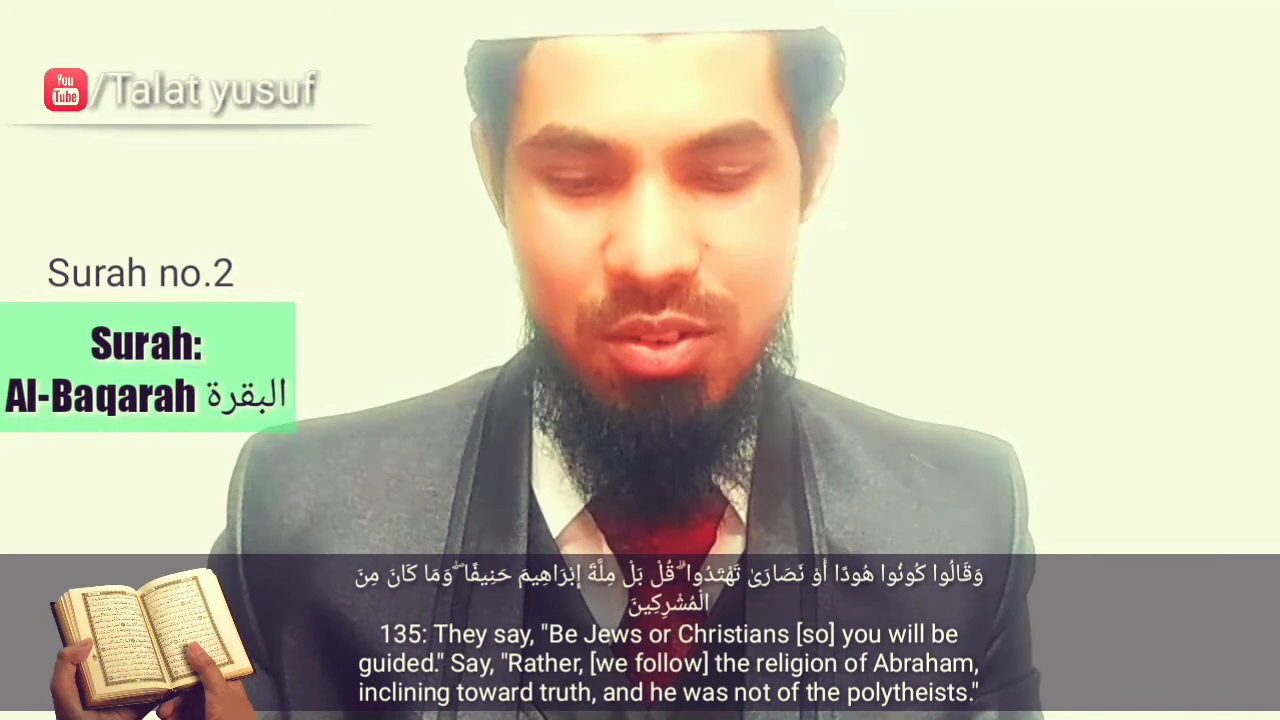 You
Tube
/Talat yusuf
Surah no.2
Surah:
Al-Baqarah البقرة
وَقَالُوا كُونُوا هُودًا أَوْ نَصَارَىٰ تَهْتَدُوا ۗ قُلْ بَلْ مِلَّةَ إِبْرَاهِيمَ حَنِيفًا ۖ وَمَا كَانَ مِنَ
الْمُشْرِكِينَ
135: They say, "Be Jews or Christians [so] you will be
guided." Say, "Rather, [we follow] the religion of Abraham,
inclining toward truth, and he was not of the polytheists."